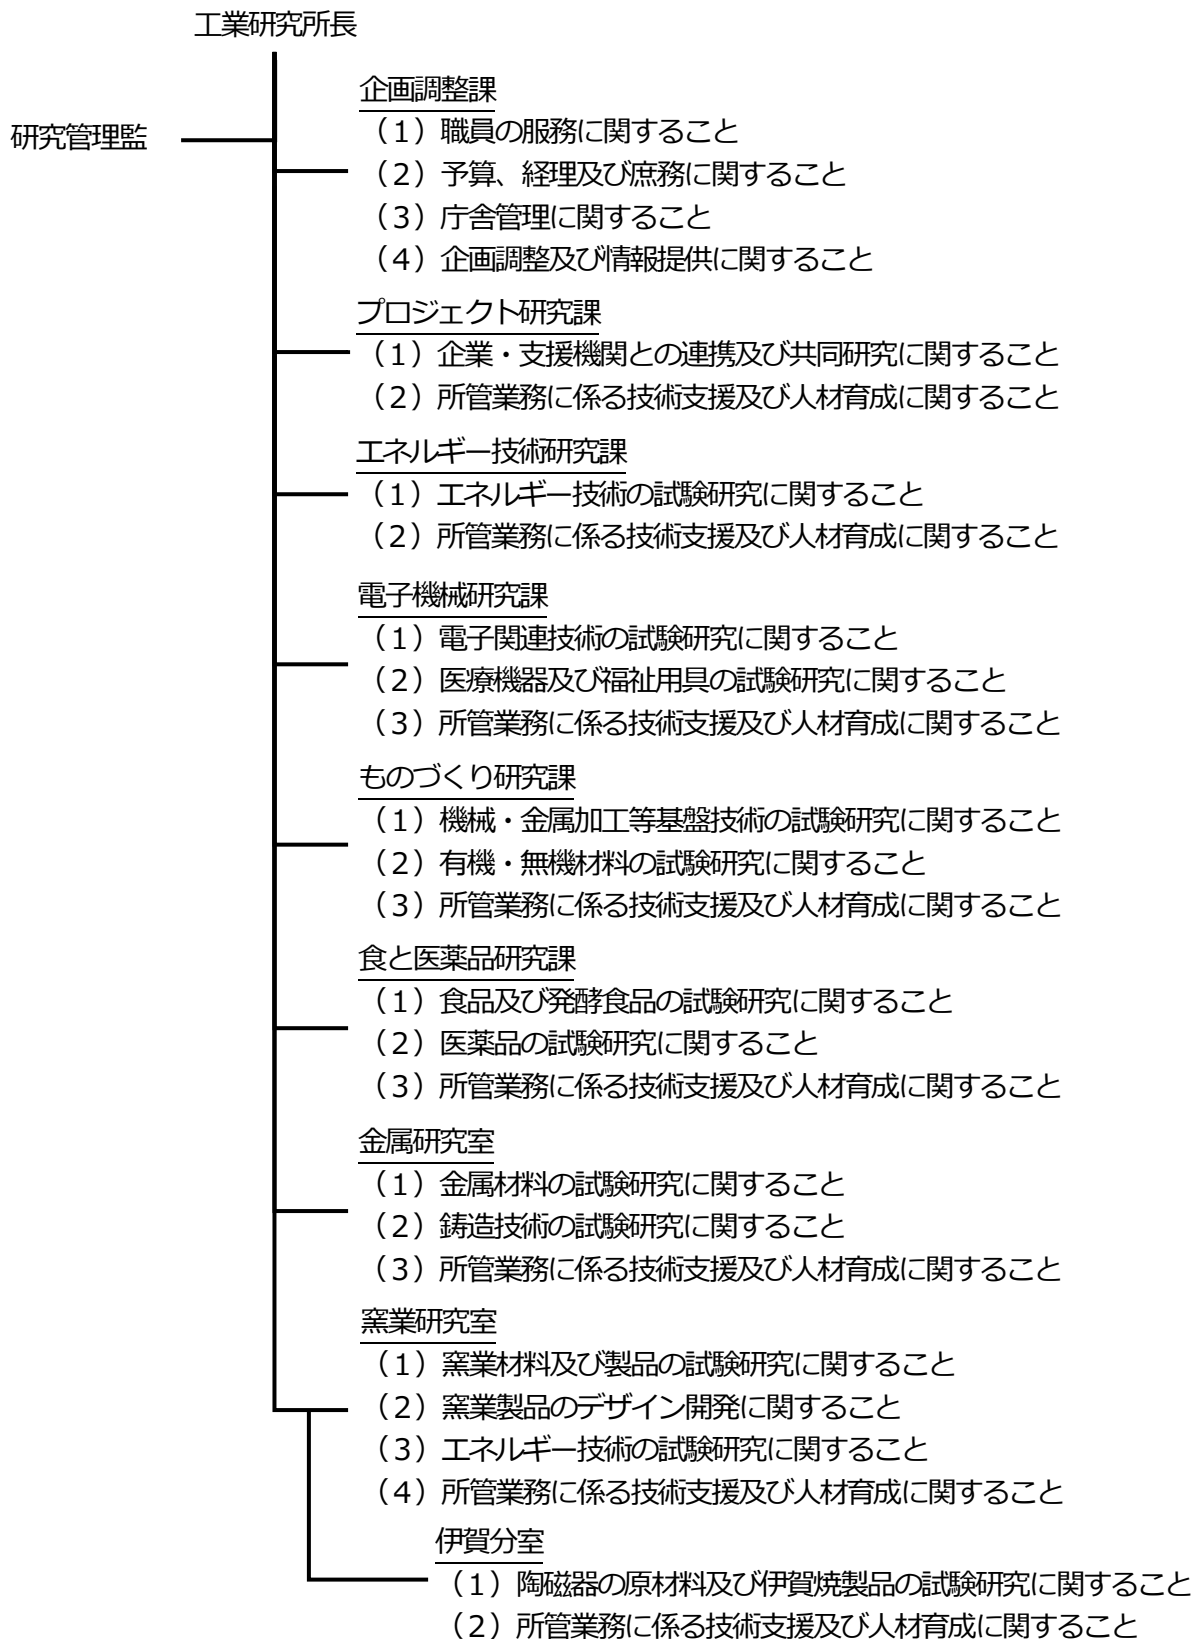 工業研究所長
研究管理監
企画調整課
（1）職員の服務に関すること
（2）予算、経理及び庶務に関すること
（3）庁舎管理に関すること
（4）企画調整及び情報提供に関すること
プロジェクト研究課
（1）企業・支援機関との連携及び共同研究に関すること
（2）所管業務に係る技術支援及び人材育成に関すること
エネルギー技術研究課
（1）エネルギー技術の試験研究に関すること
（2）所管業務に係る技術支援及び人材育成に関すること
電子機械研究課
（1）電子関連技術の試験研究に関すること
（2）医療機器及び福祉用具の試験研究に関すること
（3）所管業務に係る技術支援及び人材育成に関すること
ものづくり研究課
（1）機械・金属加工等基盤技術の試験研究に関すること
（2）有機・無機材料の試験研究に関すること
（3）所管業務に係る技術支援及び人材育成に関すること
食と医薬品研究課
（1）食品及び発酵食品の試験研究に関すること
（2）医薬品の試験研究に関すること
（3）所管業務に係る技術支援及び人材育成に関すること
金属研究室
（1）金属材料の試験研究に関すること
（2）鋳造技術の試験研究に関すること
（3）所管業務に係る技術支援及び人材育成に関すること
窯業研究室
（1）窯業材料及び製品の試験研究に関すること
（2）窯業製品のデザイン開発に関すること
（3）エネルギー技術の試験研究に関すること
（4）所管業務に係る技術支援及び人材育成に関すること
伊賀分室
（1）陶磁器の原材料及び伊賀焼製品の試験研究に関すること
（2）所管業務に係る技術支援及び人材育成に関すること